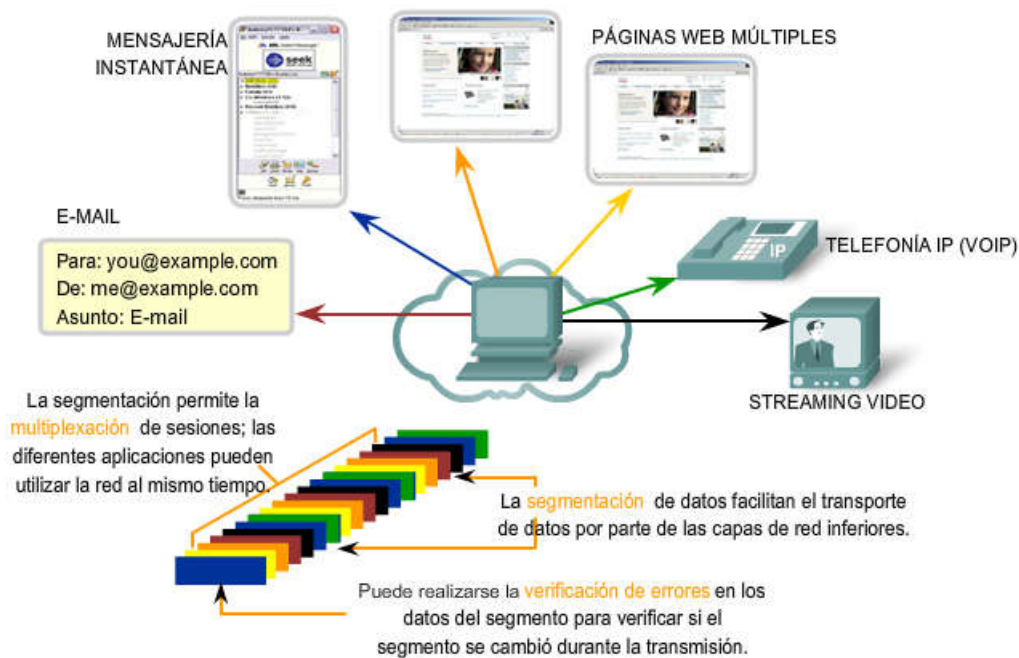 MENSAJERÍA
INSTANTÁNEA
seek
PÁGINAS WEB MÚLTIPLES
E-MAIL
Para: you@example.com
De: me@example.com
Asunto: E-mail
IP
TELEFONÍA IP (VOIP)
STREAMING VIDEO
La segmentación permite la
multiplexación de sesiones; las
diferentes aplicaciones pueden
utilizar la red al mismo tiempo.
La segmentación de datos facilitan el transporte
de datos por parte de las capas de red inferiores.
Puede realizarse la verificación de errores en los
datos del segmento para verificar si el
segmento se cambió durante la transmisión.